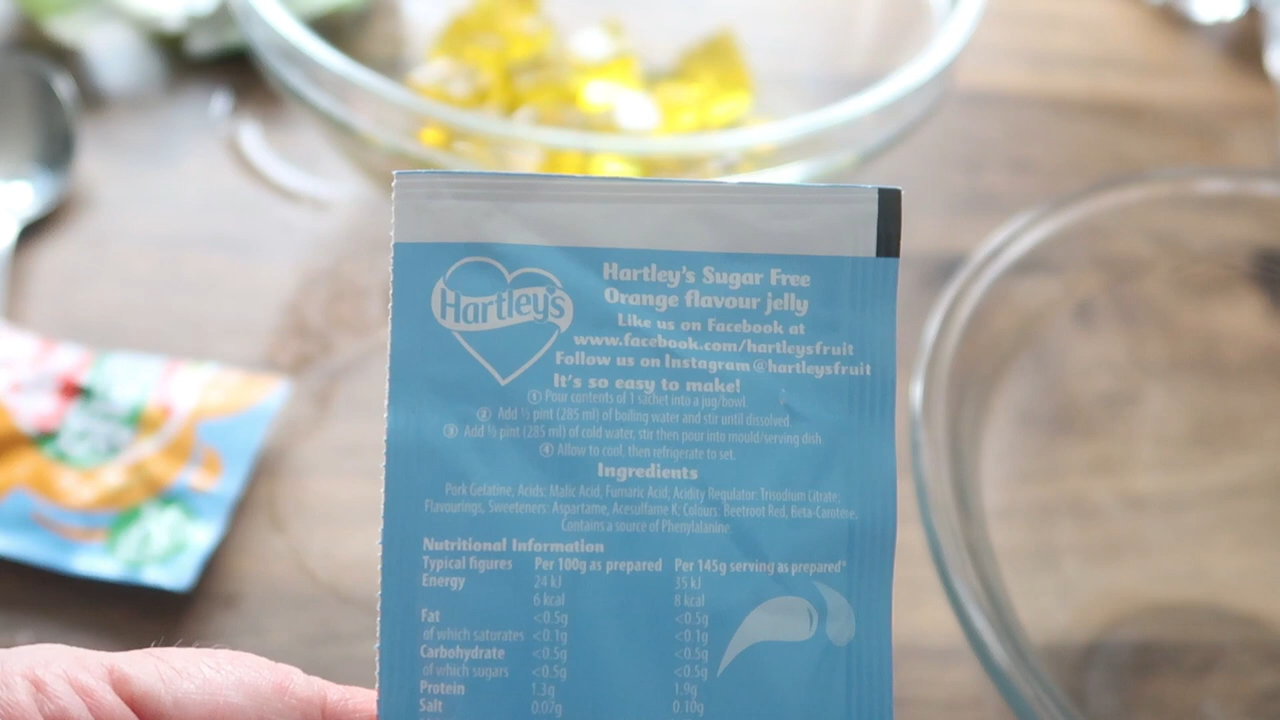 Hartley's
Hartley's Sugar Free
Orange flavour jelly
Like us on Facebook at
www.facebook.com/hartleysfruit
Follow us on Instagram @hartleysfruit
It's so easy to make!
① Pour contents of 1 sachet into a jug/bowl.
② Add ½ pint (285 ml) of boiling water and stir until dissolved.
③ Add ½ pint (285 ml) of cold water, stir then pour into mould/serving dish.
④ Allow to cool, then refrigerate to set.
Ingredients
Pork Gelatine, Acids: Malic Acid, Fumaric Acid; Acidity Regulator: Trisodium Citrate,
Flavourings, Sweeteners: Aspartame, Acesulfame K; Colours: Beetroot Red, Beta-Carotene.
Contains a source of Phenylalanine.
Nutritional Information
Typical figures Per 100g as prepared Per 145g serving as prepared*
Energy 24 kJ 35 kJ
6 kcal 8 kcal
Fat <0.5g <0.5g
of which saturates <0.1g <0.1g
Carbohydrate <0.5g <0.5g
of which sugars <0.5g <0.5g
Protein 1.3g 1.9g
Salt 0.07g 0.10g